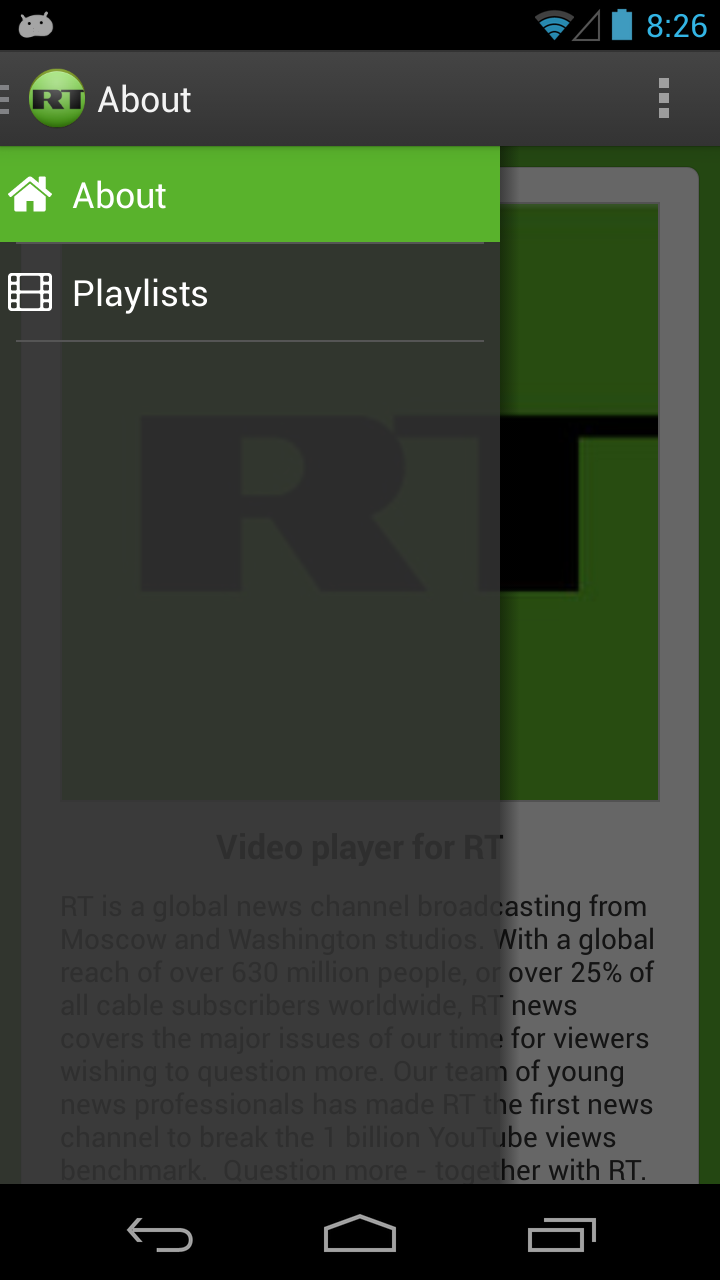 8:26
RT About
About
Playlists
RT
Video player for RT
RT is a global news channel broadcasting from
Moscow and Washington studios. With a global
reach of over 630 million people, or over 25% of
all cable subscribers worldwide, RT news
covers the major issues of our time for viewers
wishing to question more. Our team of young
news professionals has made RT the first news
channel to break the 1 billion YouTube views
benchmark.  Question more - together with RT.